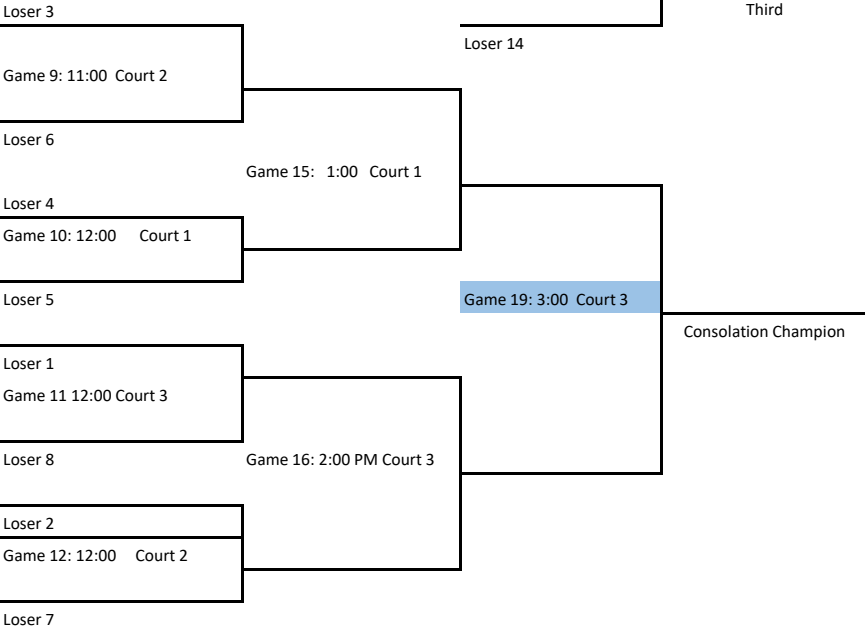 Loser 3
Third
Loser 14
Game 9: 11:00 Court 2
Loser 6
Game 15: 1:00 Court 1
Loser 4
Game 10: 12:00 Court 1
Loser 5
Game 19: 3:00 Court 3
Consolation Champion
Loser 1
Game 11 12:00 Court 3
Loser 8
Game 16: 2:00 PM Court 3
Loser 2
Game 12: 12:00 Court 2
Loser 7